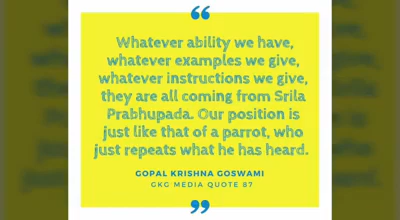 “
Whatever ability we have,
whatever examples we give,
whatever instructions we give,
they are all coming from Srila
Prabhupada. Our position is
just like that of a parrot, who
just repeats what he has heard.
GOPAL KRISHNA GOSWAMI
GKG MEDIA QUOTE 87
”